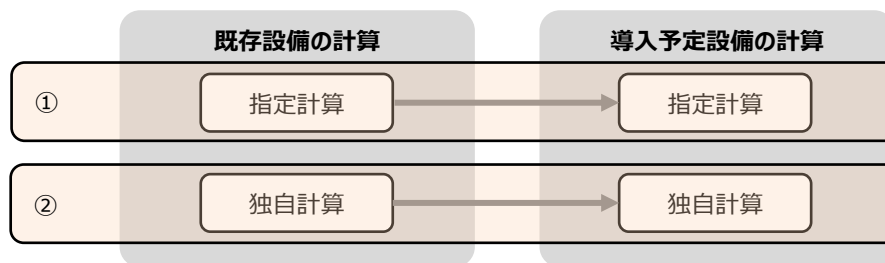 既存設備の計算 導入予定設備の計算
① 指定計算 指定計算
② 独自計算 独自計算